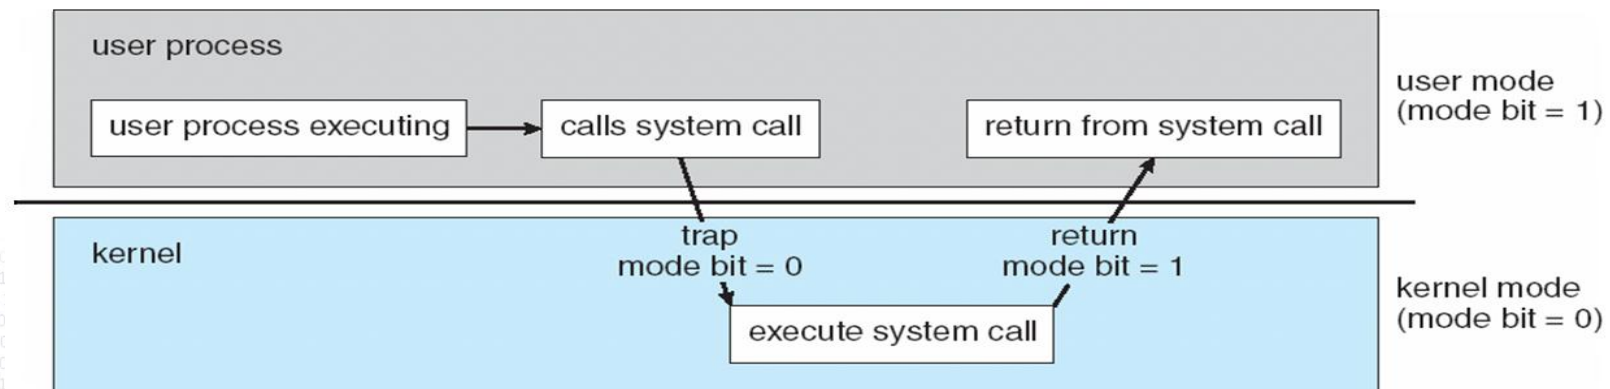 user process
user process executing
calls system call
return from system call
user mode
(mode bit = 1)
kernel
trap
mode bit = 0
return
mode bit = 1
execute system call
kernel mode
(mode bit = 0)